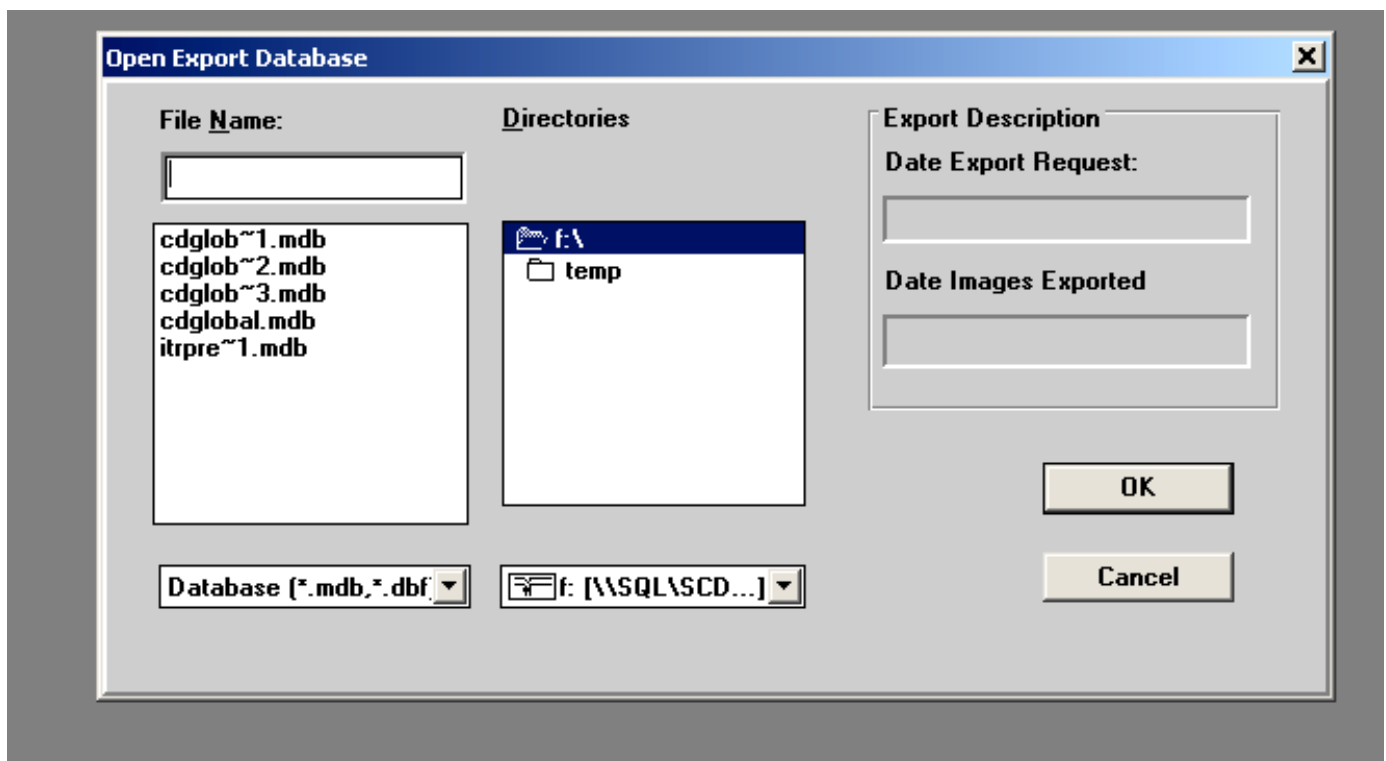 Open Export Database
File Name:
cdglob~1.mdb
cdglob~2.mdb
cdglob~3.mdb
cdglobal.mdb
itrpre~1.mdb
Database (*.mdb,*.dbf)
Directories
f:\
temp
f: [\\SQL\SCD...]
Export Description
Date Export Request:
Date Images Exported
OK
Cancel